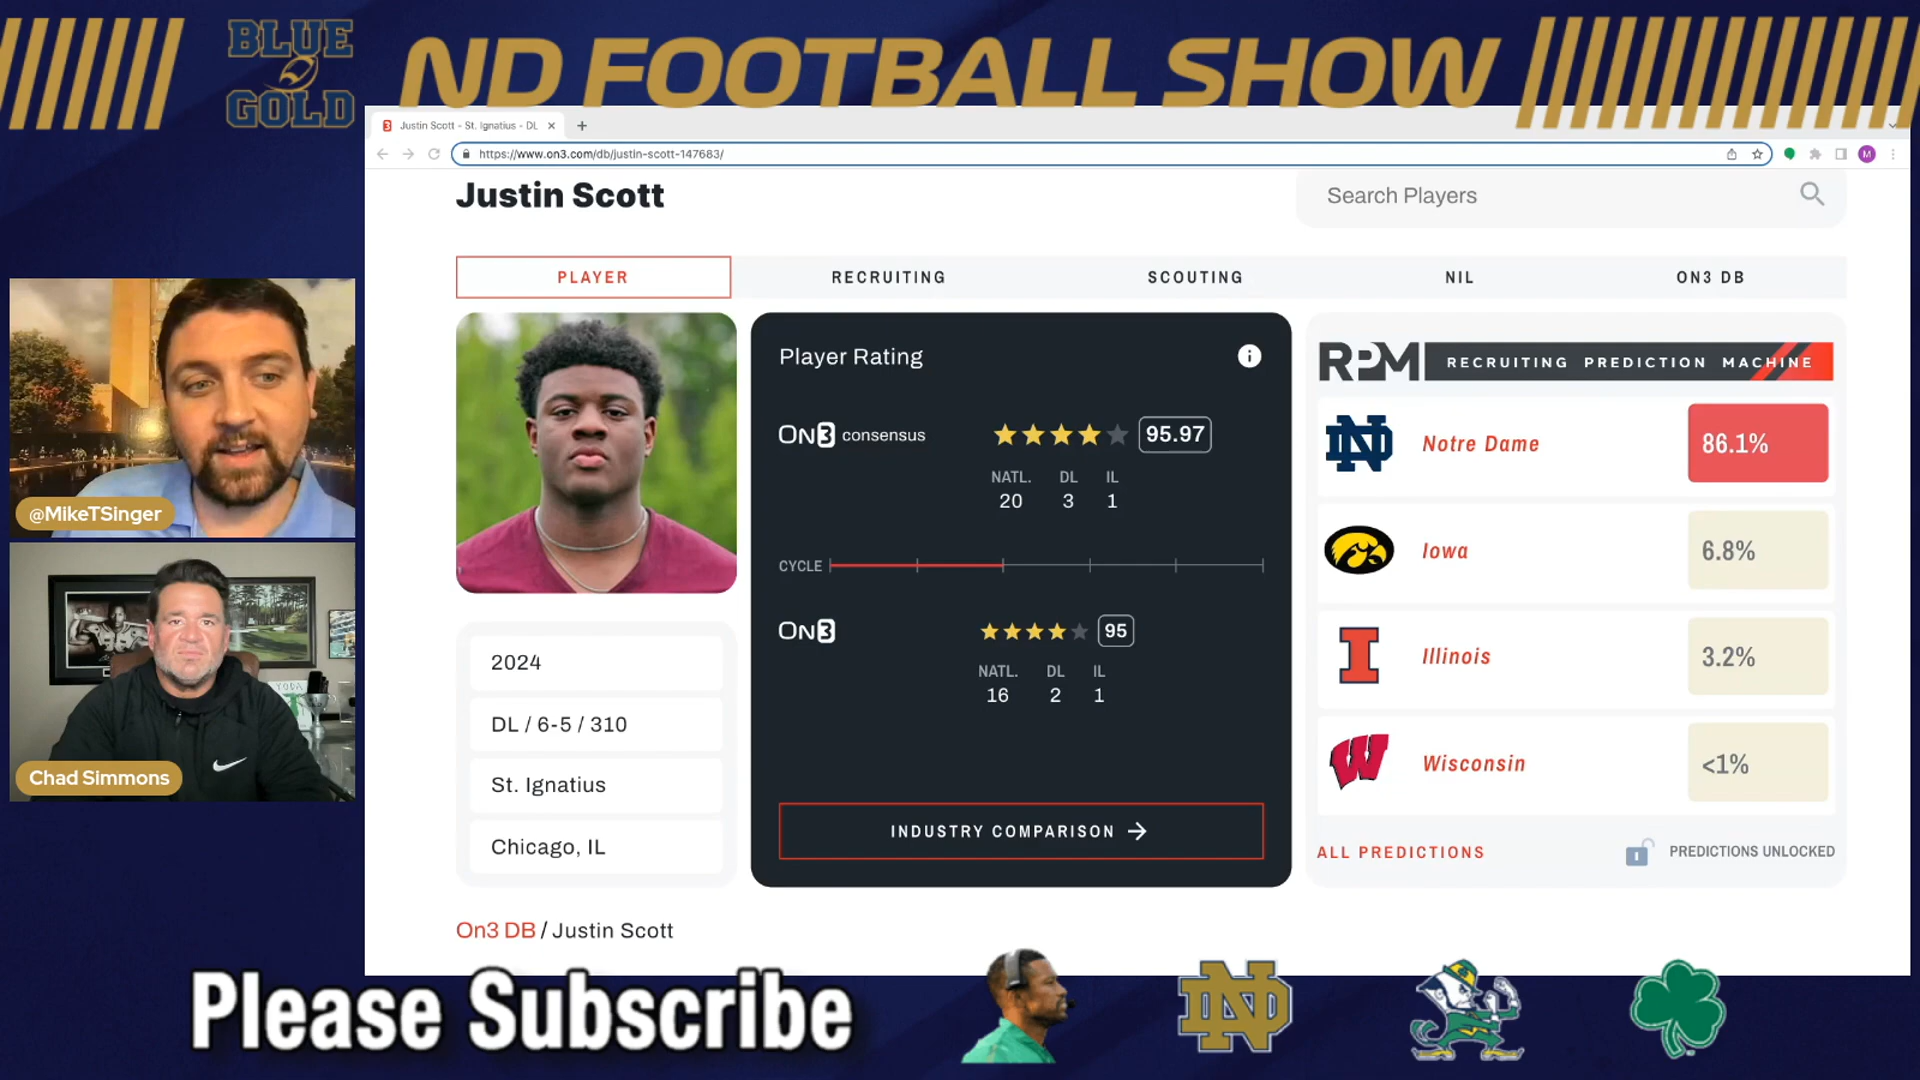 BLUE
GOLD
ND FOOTBALL SHOW
Justin Scott - St. Ignatius - DL
https://www.on3.com/db/justin-scott-147683/
M
Justin Scott
Search Players
PLAYER
RECRUITING
SCOUTING
NIL
ON3 DB
@MikeTSinger
YODA
Chad Simmons
2024
DL / 6-5 / 310
St. Ignatius
Chicago, IL
Player Rating
On3 consensus
95.97
NATL. DL IL
20 3 1
CYCLE
On3
95
NATL. DL IL
16 2 1
INDUSTRY COMPARISON →
RPM RECRUITING PREDICTION MACHINE
ND Notre Dame 86.1%
Iowa 6.8%
I Illinois 3.2%
W Wisconsin <1%
ALL PREDICTIONS
PREDICTIONS UNLOCKED
On3 DB / Justin Scott
Please Subscribe
ND